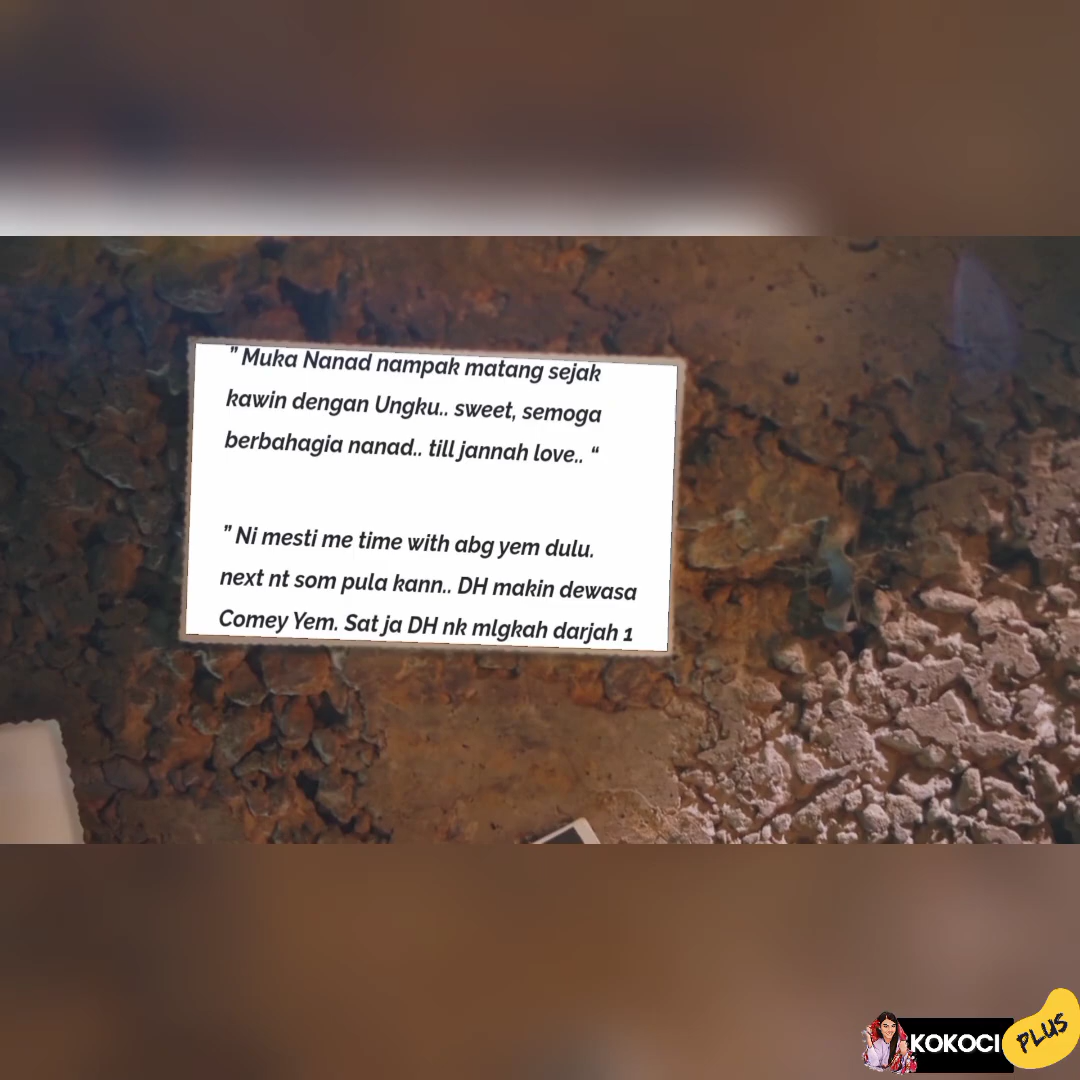 " Muka Nanad nampak matang sejak
kawin dengan Ungku.. sweet, semoga
berbahagia nanad.. till jannah love.. “
" Ni mesti me time with abg yem dulu.
next nt som pula kann.. DH makin dewasa
Comey Yem. Sat ja DH nk mlgkah darjah 1
KOKOCI PLUS